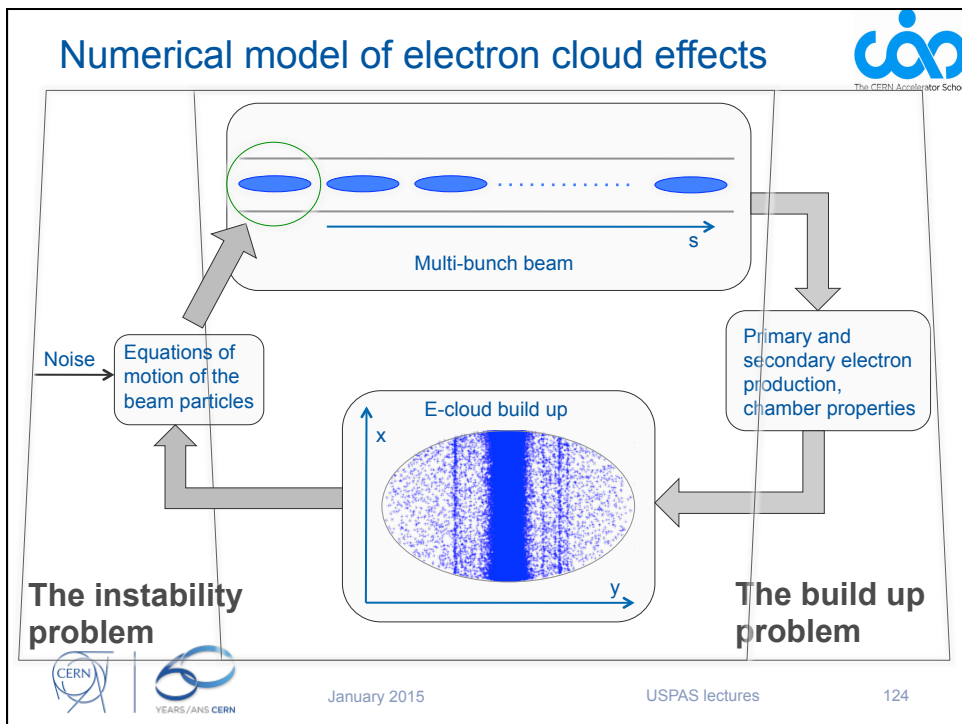 Numerical model of electron cloud effects
The CERN Accelerator School
s
Multi-bunch beam
Noise
Equations of
motion of the
beam particles
Primary and
secondary electron
production,
chamber properties
E-cloud build up
x
y
The instability
problem
The build up
problem
CERN
60
YEARS/ANS CERN
January 2015
USPAS lectures
124